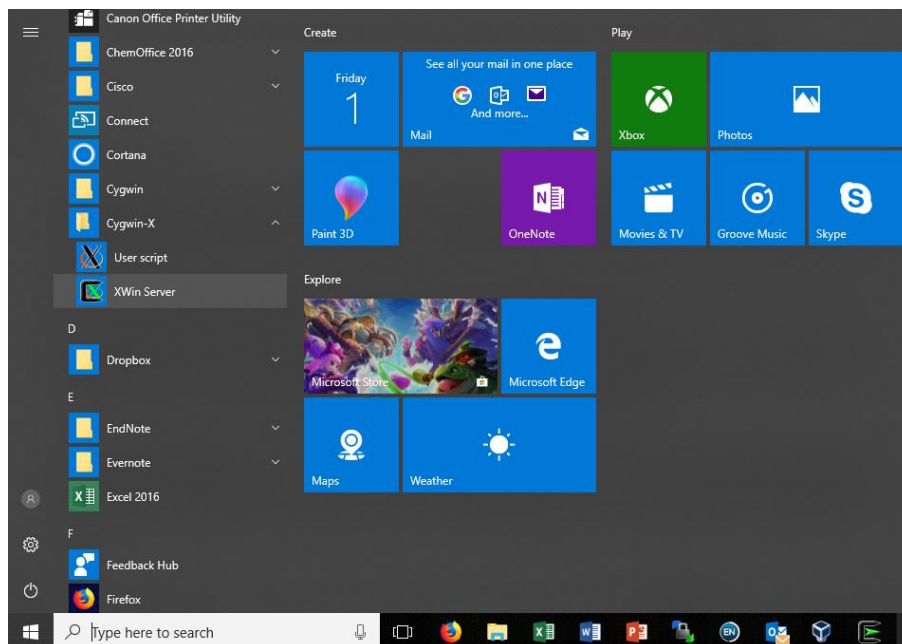 Canon Office Printer Utility
ChemOffice 2016
Cisco
Connect
Cortana
Cygwin
Cygwin-X
User script
XWin Server
D
Dropbox
E
EndNote
Evernote
Excel 2016
F
Feedback Hub
Firefox
Create
Friday
1
See all your mail in one place
And more...
Mail
Paint 3D
N
OneNote
Play
Xbox
Photos
Movies & TV
Groove Music
S
Skype
Explore
Microsoft Store
Microsoft Edge
Maps
Weather
Type here to search
EN